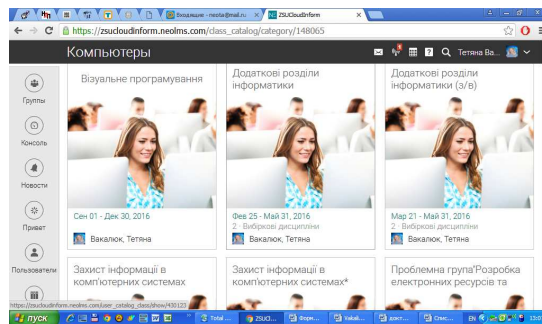 Входящие - neota@mail.ru
ZSUCloudInform
https://zsucloudinform.neolms.com/class_catalog/category/148065
Компьютеры
Тетяна Ва...
Группы
Консоль
Новости
Привет
Пользователи
Візуальне програмування
Сен 01 - Дек 30, 2016
Вакалюк, Тетяна
Додаткові розділи
інформатики
Фев 25 - Май 31, 2016
2 - Вибіркові дисципліни
Вакалюк, Тетяна
Додаткові розділи
інформатики (з/в)
Мар 21 - Май 31, 2016
2 - Вибіркові дисципліни
Вакалюк, Тетяна
Захист інформації в
комп'ютерних системах
Захист інформації в
комп'ютерних системах*
Проблемна група"Розробка
електронних ресурсів та
https://zsucloudinform.neolms.com/user_catalog_class/show/430123
пуск
Total ...
ZSUCl...
Форм...
Vakal...
докт...
Спис...
EN